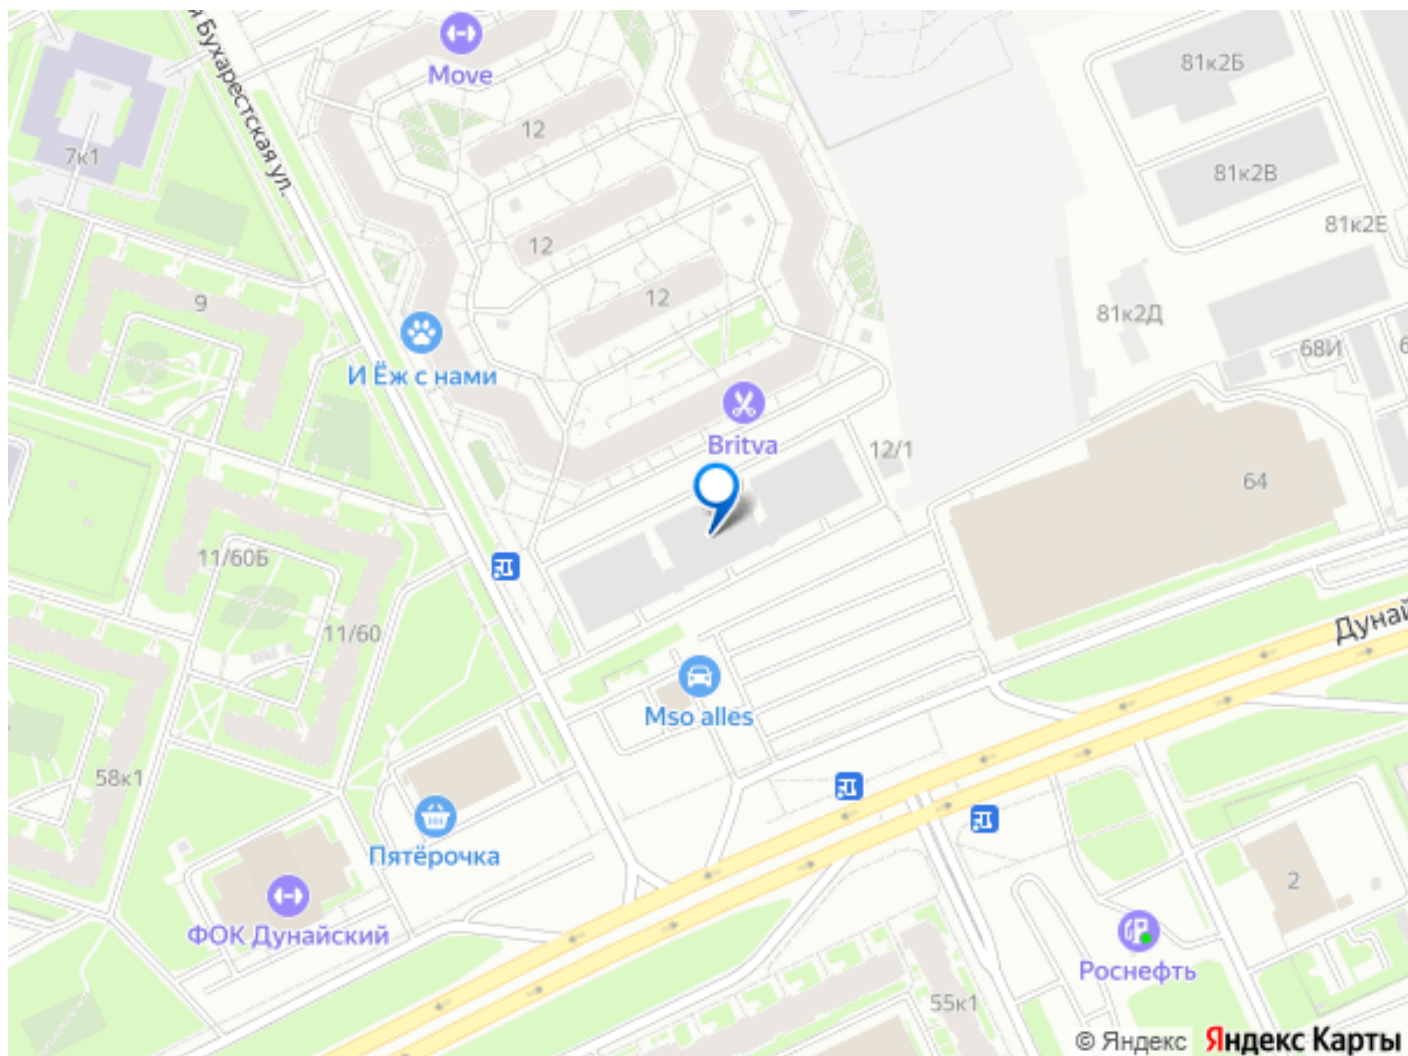 Move
я Бухарестская ул.
12
7к1
81к2Б
81к2В
81к2Е
12
9
12
81к2Д
68И
И Ёж с нами
Britva
12/1
64
11/60Б
11/60
Дунай
Mso alles
58к1
Пятёрочка
2
ФОК Дунайский
Роснефть
55к1
© Яндекс Яндекс Карты